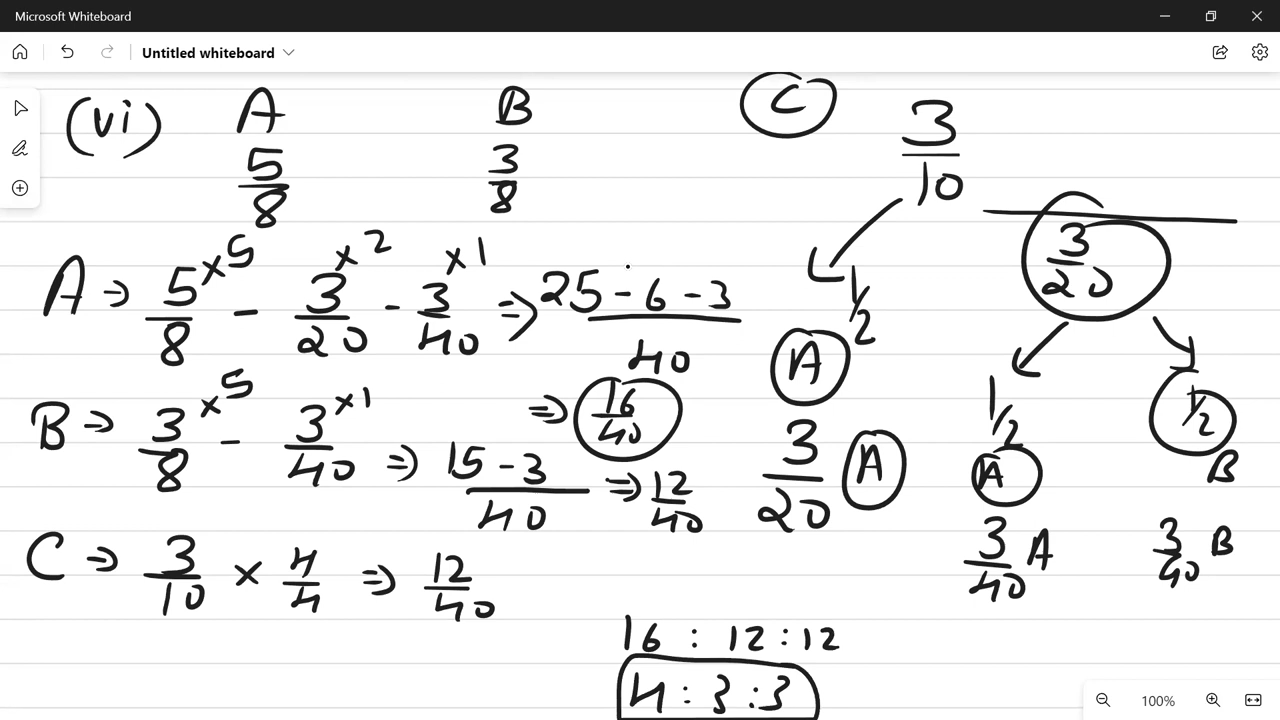 Microsoft Whiteboard
Untitled whiteboard
(vi) A B C 3/10
5/8 3/8
3/20
A ⇒ 5/8 ×5 - 3/20 ×2 - 3/40 ×1 ⇒ 25 - 6 - 3 / 40
1/2
A
⇒ 16/40
B ⇒ 3/8 ×5 - 3/40 ×1 ⇒ 15 - 3 / 40 ⇒ 12/40
3/20 A
1/2 1/2
A B
3/40 A 3/40 B
C ⇒ 3/10 × 4/4 ⇒ 12/40
16 : 12 : 12
4 : 3 : 3
100%